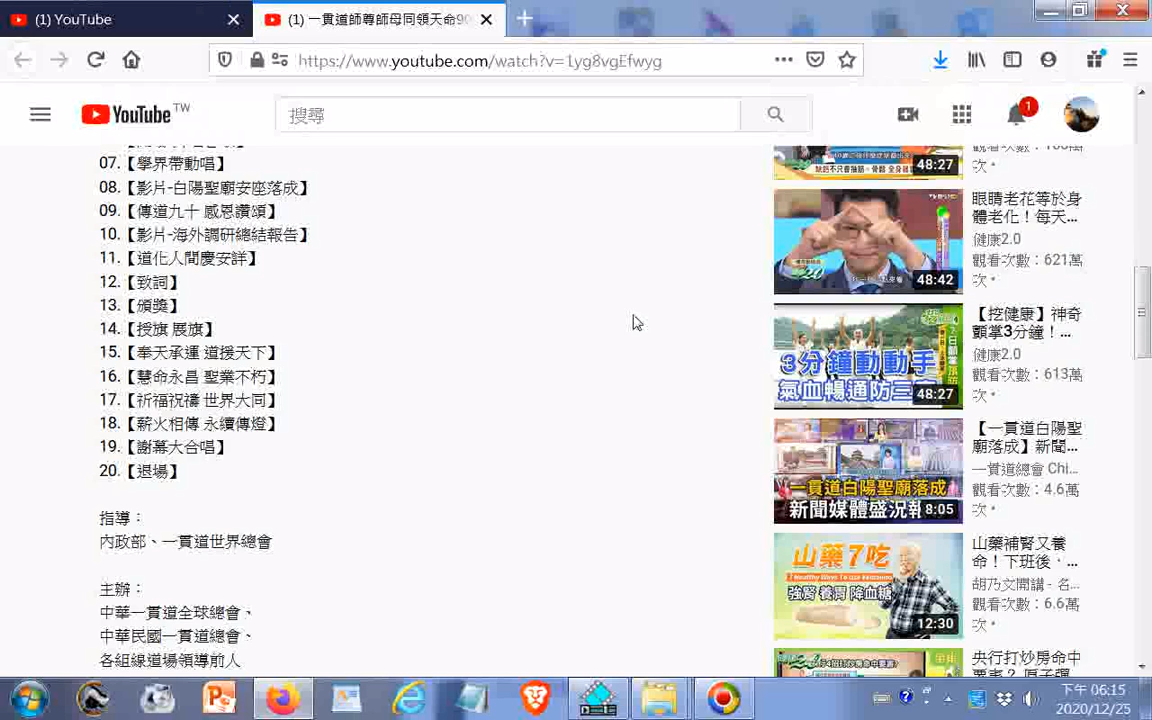 (1) YouTube
(1) 一貫道師尊師母同領天命90
https://www.youtube.com/watch?v=1yg8vgEfwyg
YouTube TW
搜尋
1
07.【學界帶動唱】
08.【影片-白陽聖廟安座落成】
09.【傳道九十 感恩讚頌】
10.【影片-海外調研總結報告】
11.【道化人間慶安詳】
12.【致詞】
13.【頒獎】
14.【授旗 展旗】
15.【奉天承運 道援天下】
16.【慧命永昌 聖業不朽】
17.【祈福祝禱 世界大同】
18.【薪火相傳 永續傳燈】
19.【謝幕大合唱】
20.【退場】
指導：
內政部、一貫道世界總會
主辦：
中華一貫道全球總會、
中華民國一貫道總會、
各組線道場領導前人
48:27
次・
眼睛老花等於身
體老化！每天...
健康2.0
觀看次數：621萬
次・
48:42
【挖健康】神奇
顫掌3分鐘！...
健康2.0
觀看次數：613萬
次・
3分鐘動動手
氣血暢通防三
48:27
【一貫道白陽聖
廟落成】新聞...
一貫道總會 Chi...
觀看次數：4.6萬
次・
一貫道白陽聖廟落成
新聞媒體盛況報
8:05
山藥補腎又養
胃！下班後．...
胡乃文開講 - 名...
觀看次數：6.6萬
次・
山藥7吃
強腎 養胃 降血糖
12:30
央行打炒房命中
下午 06:15
2020/12/25